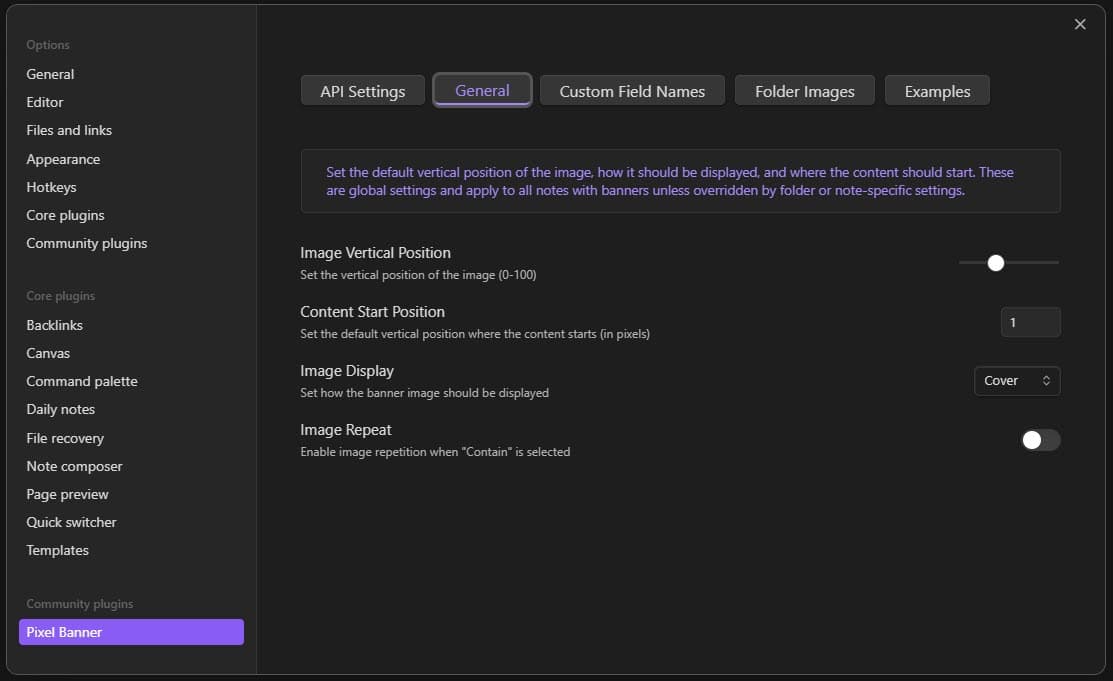 Options
General
Editor
Files and links
Appearance
Hotkeys
Core plugins
Community plugins
Core plugins
Backlinks
Canvas
Command palette
Daily notes
File recovery
Note composer
Page preview
Quick switcher
Templates
Community plugins
Pixel Banner
API Settings
General
Custom Field Names
Folder Images
Examples
Set the default vertical position of the image, how it should be displayed, and where the content should start. These
are global settings and apply to all notes with banners unless overridden by folder or note-specific settings.
Image Vertical Position
Set the vertical position of the image (0-100)
Content Start Position
Set the default vertical position where the content starts (in pixels)
1
Image Display
Set how the banner image should be displayed
Cover
Image Repeat
Enable image repetition when "Contain" is selected